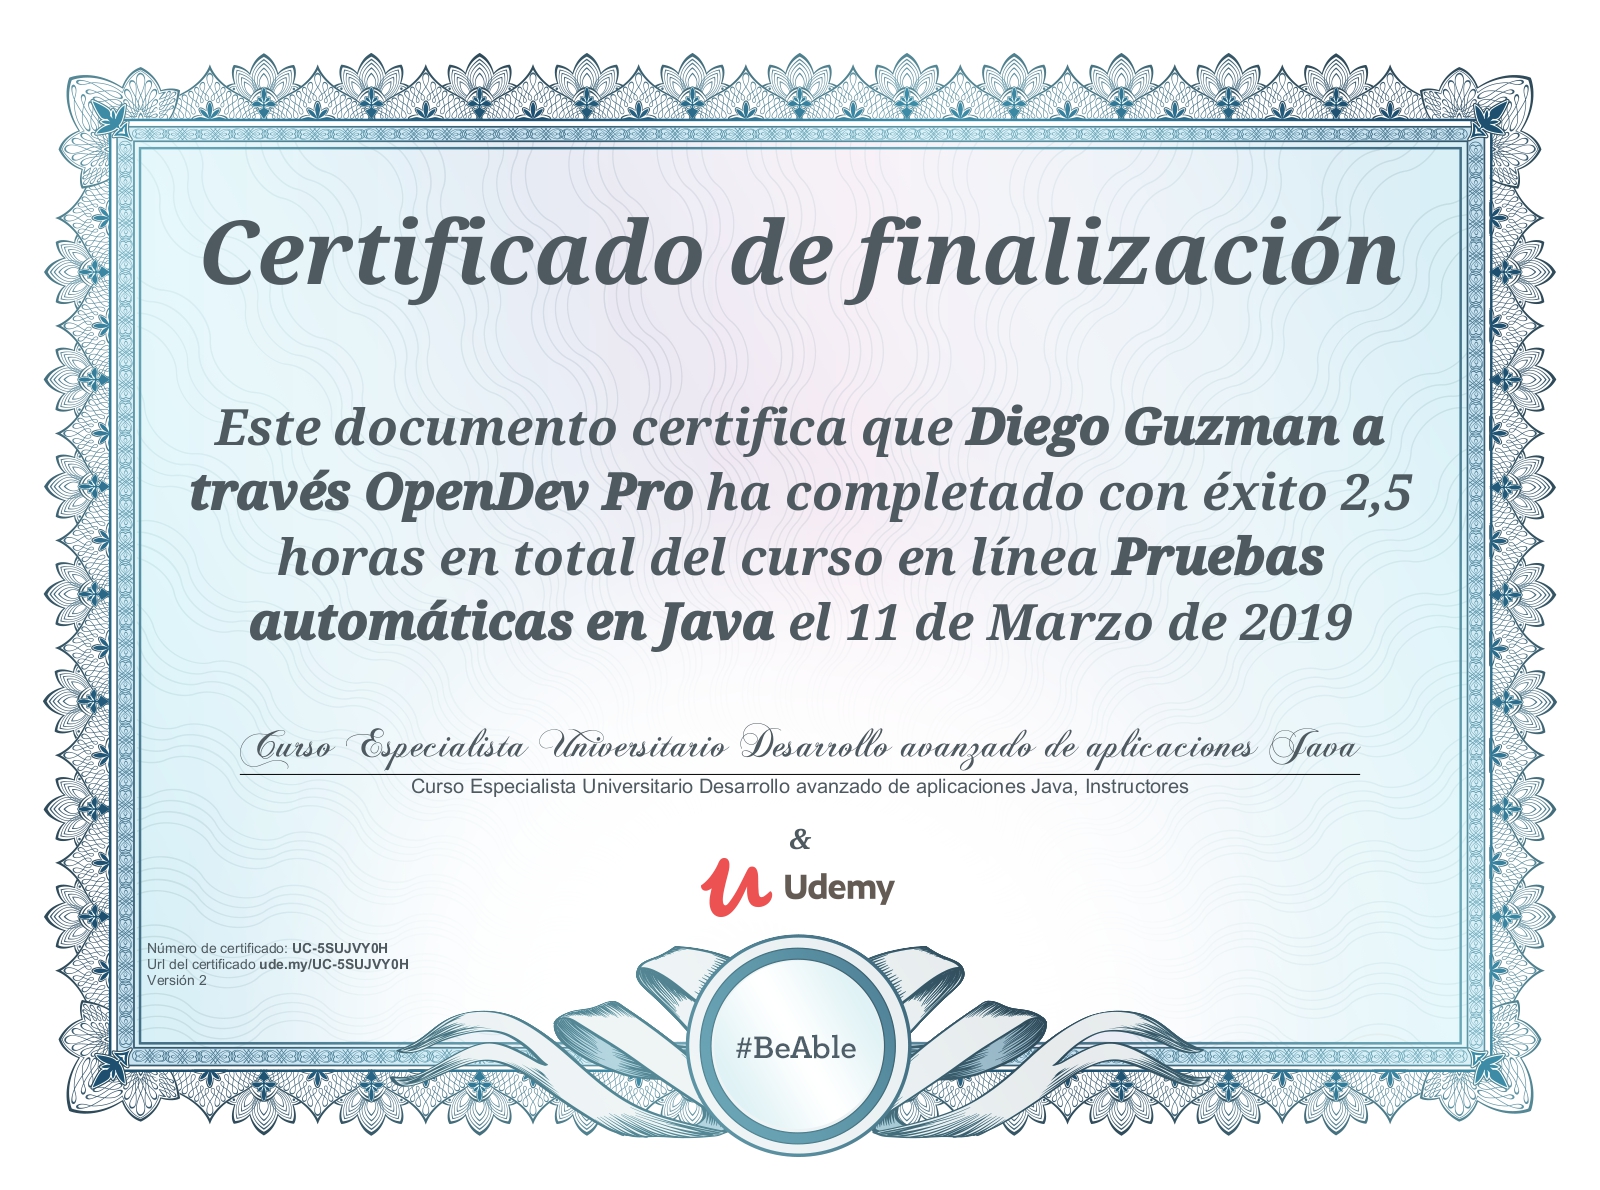 Certificado de finalización
Este documento certifica que Diego Guzman a
través OpenDev Pro ha completado con éxito 2,5
horas en total del curso en línea Pruebas
automáticas en Java el 11 de Marzo de 2019
Curso Especialista Universitario Desarrollo avanzado de aplicaciones Java
Curso Especialista Universitario Desarrollo avanzado de aplicaciones Java, Instructores
&
Udemy
Número de certificado: UC-5SUJVY0H
Url del certificado ude.my/UC-5SUJVY0H
Versión 2
#BeAble